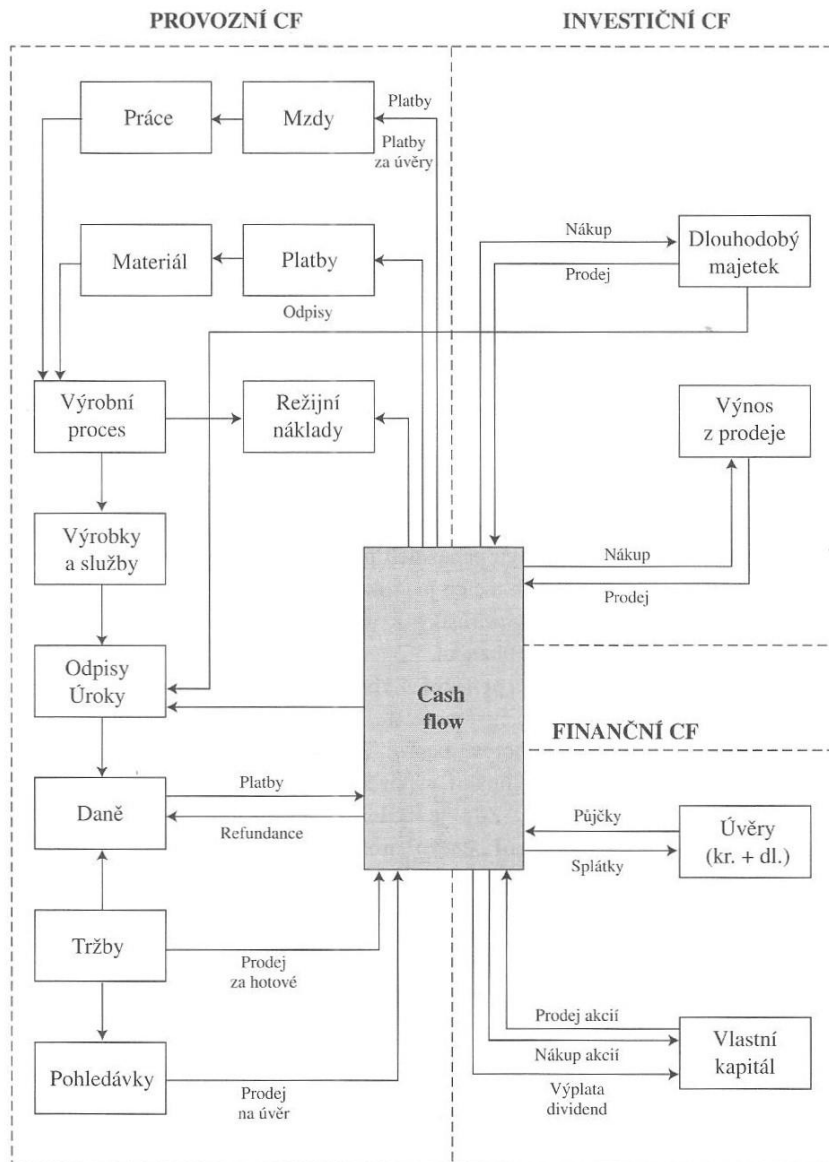 PROVOZNÍ CF
INVESTIČNÍ CF
Práce
Mzdy
Platby
Platby
za úvěry
Materiál
Platby
Nákup
Prodej
Dlouhodobý
majetek
Odpisy
Výrobní
proces
Režijní
náklady
Výnos
z prodeje
Výrobky
a služby
Nákup
Prodej
Odpisy
Úroky
Cash
flow
FINANČNÍ CF
Daně
Platby
Refundance
Půjčky
Splátky
Úvěry
(kr. + dl.)
Tržby
Prodej
za hotové
Prodej akcií
Nákup akcií
Výplata
dividend
Vlastní
kapitál
Pohledávky
Prodej
na úvěr